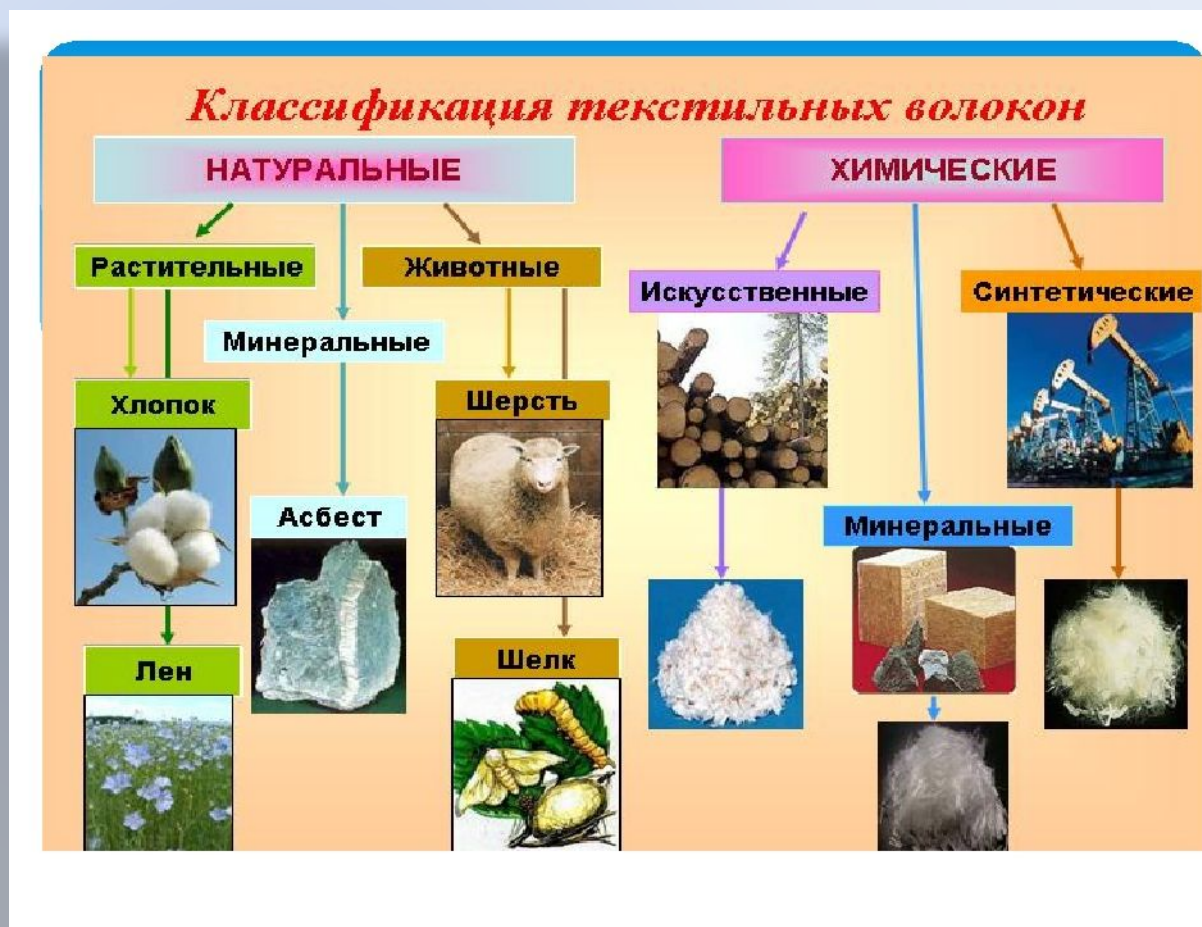 Классификация текстильных волокон
НАТУРАЛЬНЫЕ
ХИМИЧЕСКИЕ
Растительные
Животные
Искусственные
Синтетические
Минеральные
Хлопок
Шерсть
Асбест
Минеральные
Лен
Шелк